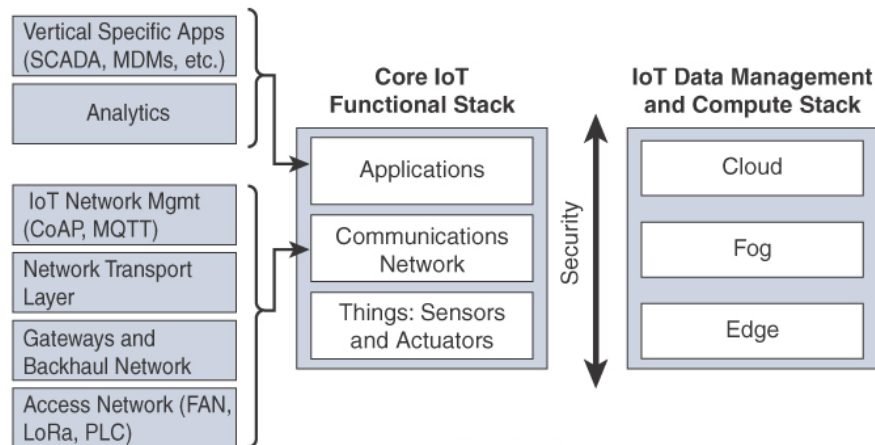 Vertical Specific Apps
(SCADA, MDMs, etc.)
Analytics
IoT Network Mgmt
(CoAP, MQTT)
Network Transport
Layer
Gateways and
Backhaul Network
Access Network (FAN,
LoRa, PLC)
Core IoT
Functional Stack
Applications
Communications
Network
Things: Sensors
and Actuators
Security
IoT Data Management
and Compute Stack
Cloud
Fog
Edge